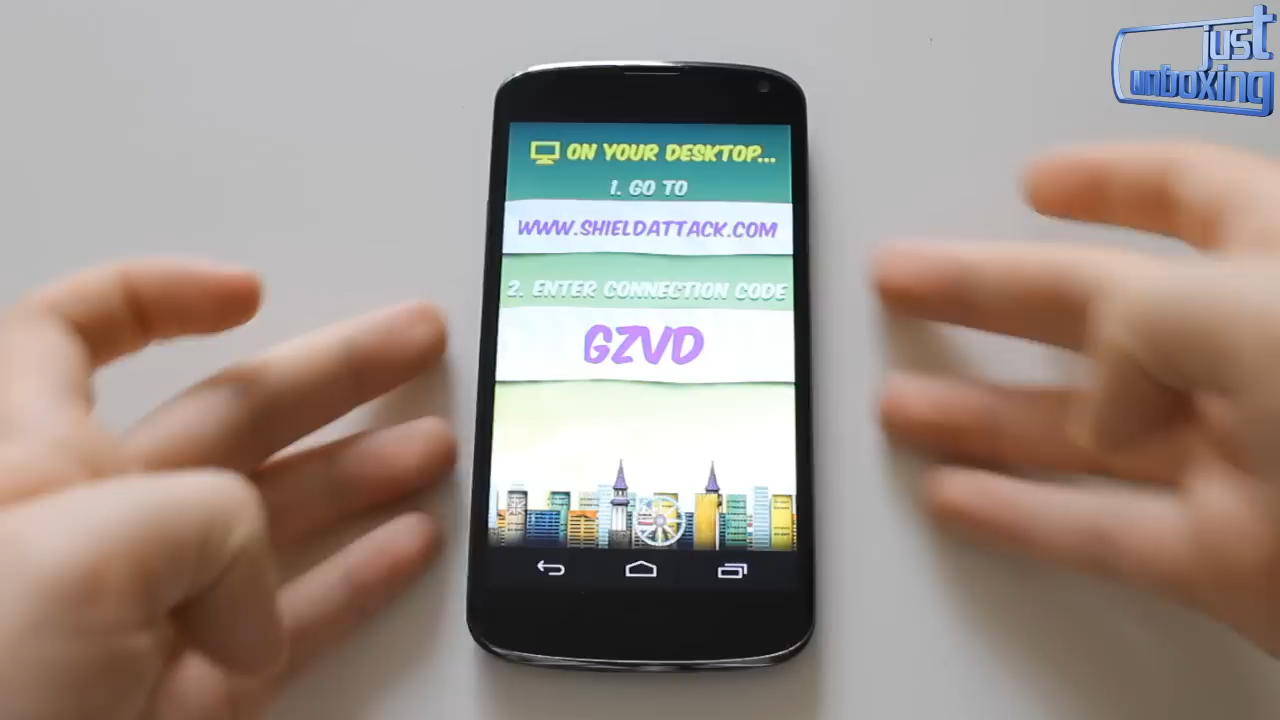 just
unboxing
ON YOUR DESKTOP...
1. GO TO
WWW.SHIELDATTACK.COM
2. ENTER CONNECTION CODE
GZVD